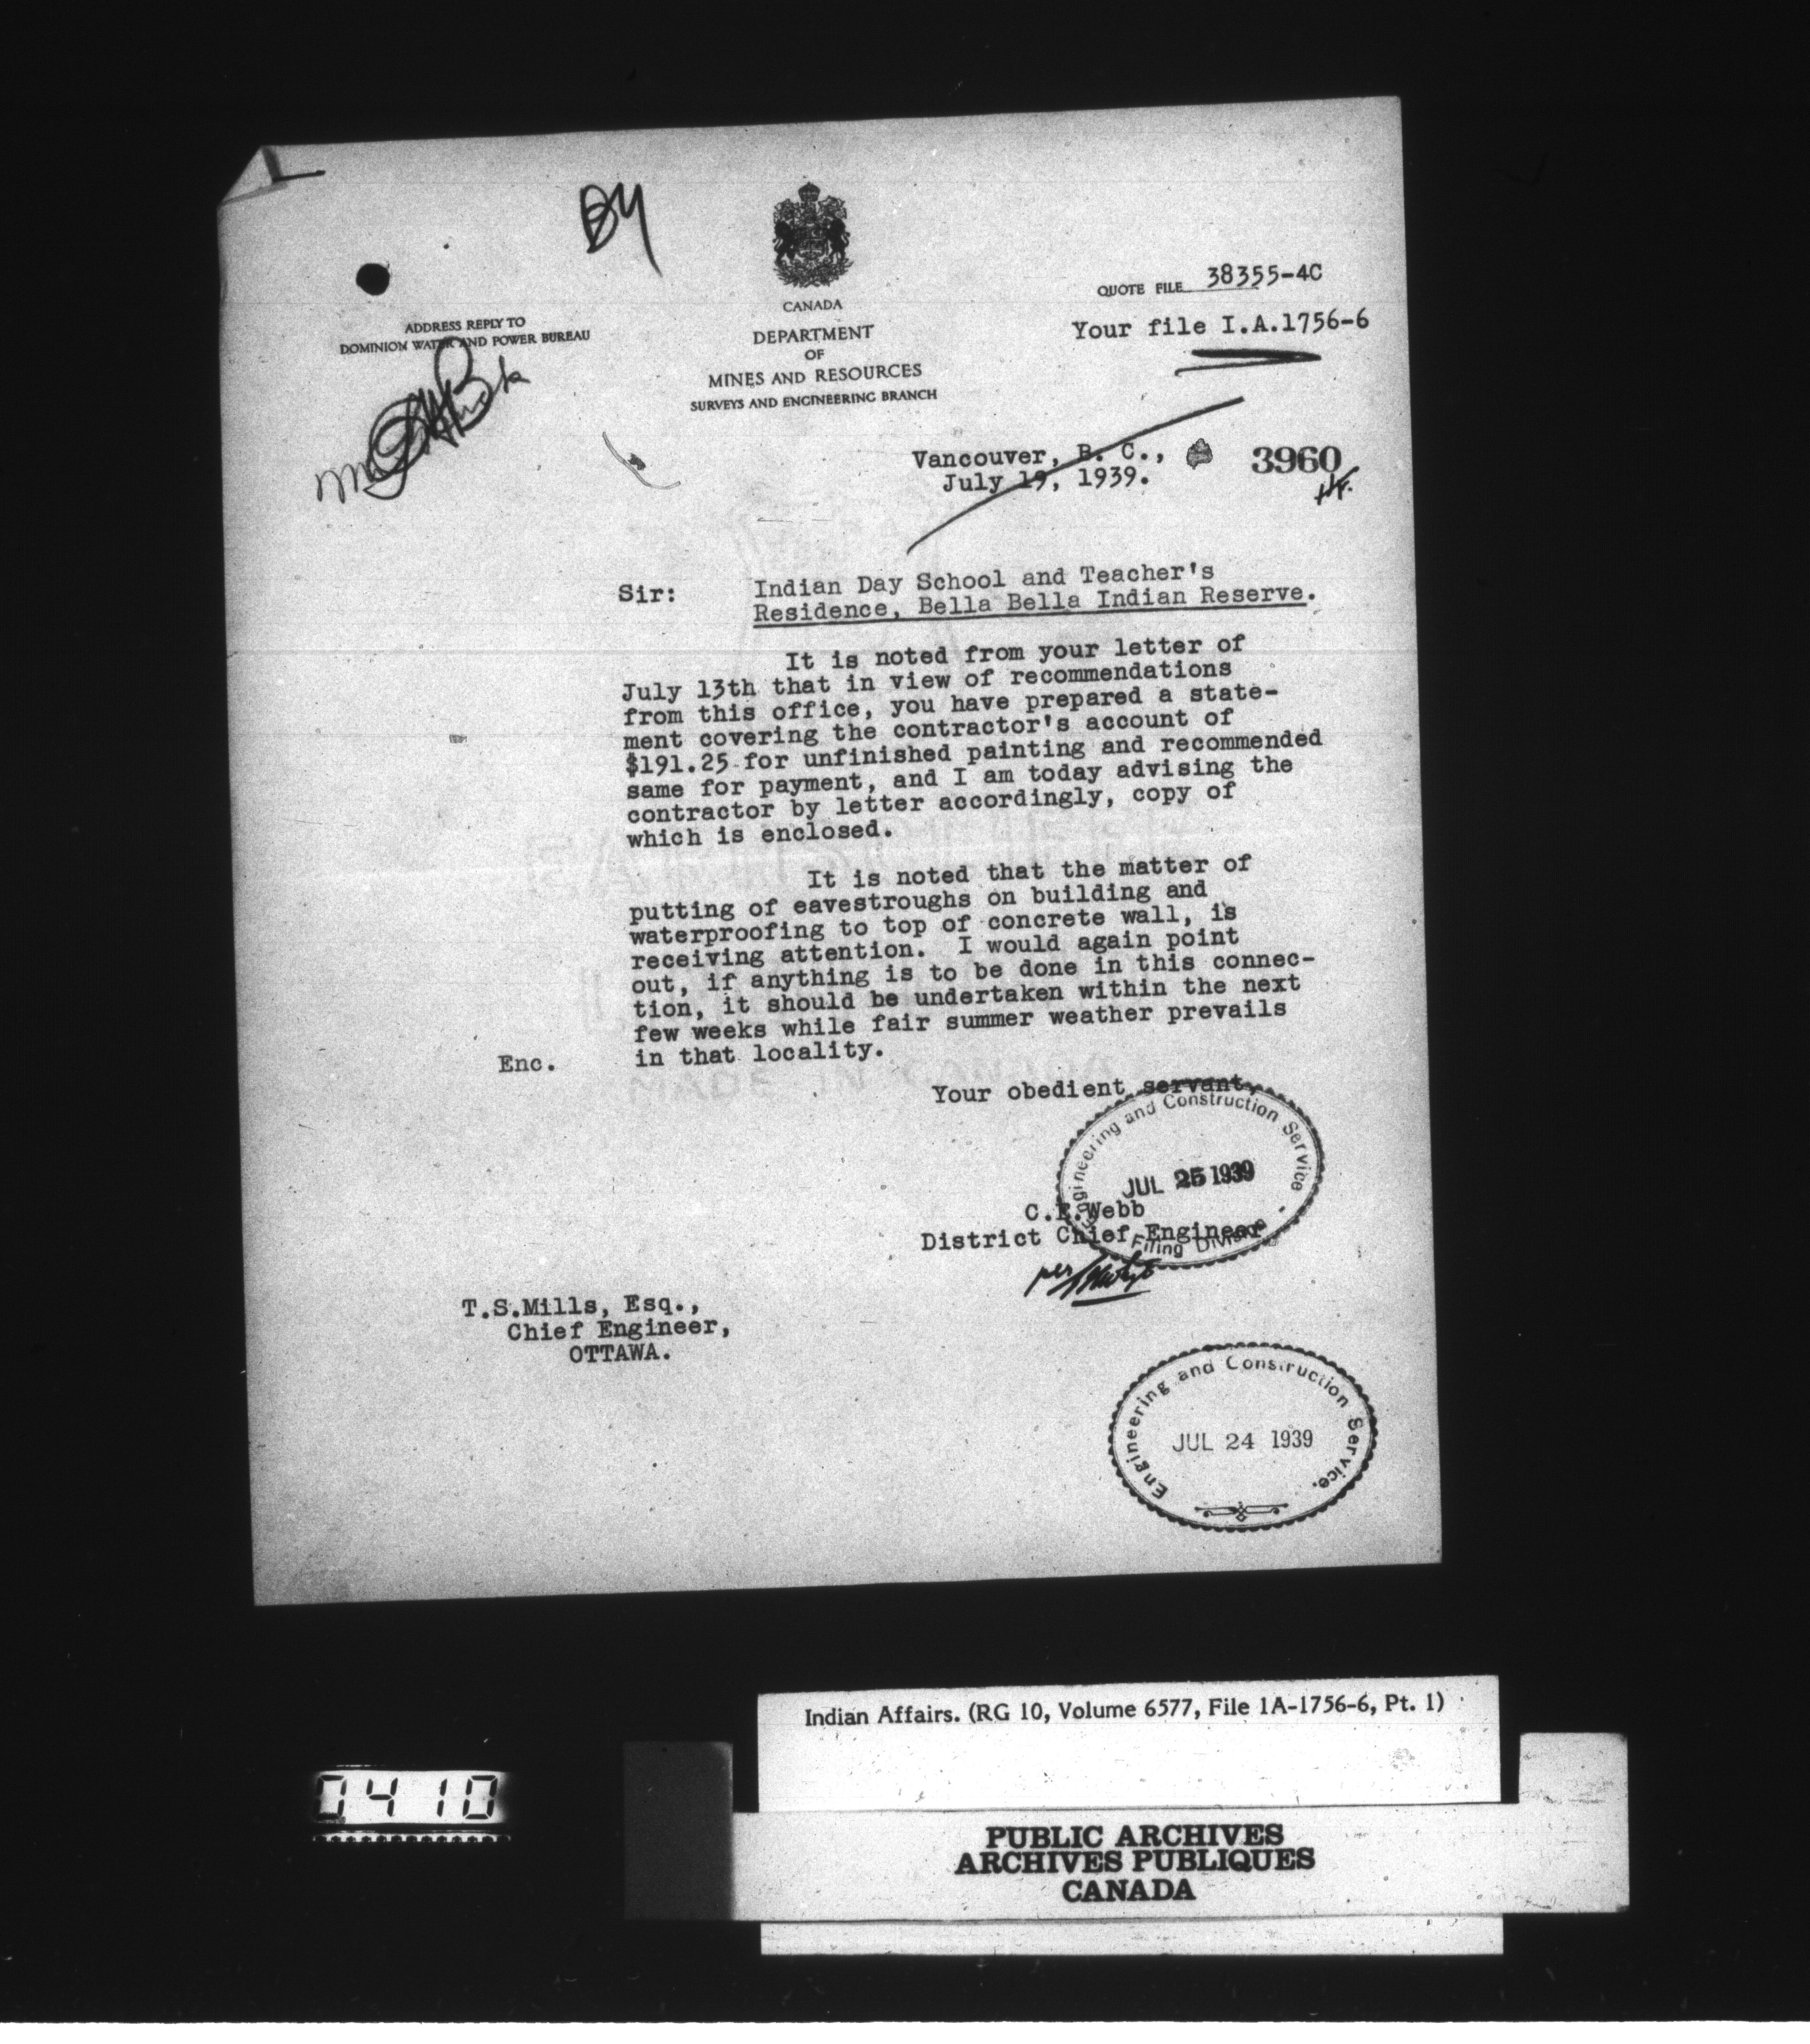 CANADA
DEPARTMENT
OF
MINES AND RESOURCES
SURVEYS AND ENGINEERING BRANCH
ADDRESS REPLY TO
DOMINION WATER AND POWER BUREAU
QUOTE FILE 38355-4C
Your file I.A.1756-6
Vancouver, B. C.,
July 19, 1939.
3960
Sir:
Indian Day School and Teacher's
Residence, Bella Bella Indian Reserve.
It is noted from your letter of
July 13th that in view of recommendations
from this office, you have prepared a state-
ment covering the contractor's account of
$191.25 for unfinished painting and recommended
same for payment, and I am today advising the
contractor by letter accordingly, copy of
which is enclosed.
It is noted that the matter of
putting of eavestroughs on building and
waterproofing to top of concrete wall, is
receiving attention. I would again point
out, if anything is to be done in this connec-
tion, it should be undertaken within the next
few weeks while fair summer weather prevails
in that locality.
Enc.
Your obedient servant,
Engineering and Construction Service
JUL 25 1939
Filing Division
C.E.Webb
District Chief Engineer
per
T.S.Mills, Esq.,
Chief Engineer,
OTTAWA.
Engineering and Construction Service.
JUL 24 1939
Indian Affairs. (RG 10, Volume 6577, File 1A-1756-6, Pt. 1)
0410
PUBLIC ARCHIVES
ARCHIVES PUBLIQUES
CANADA